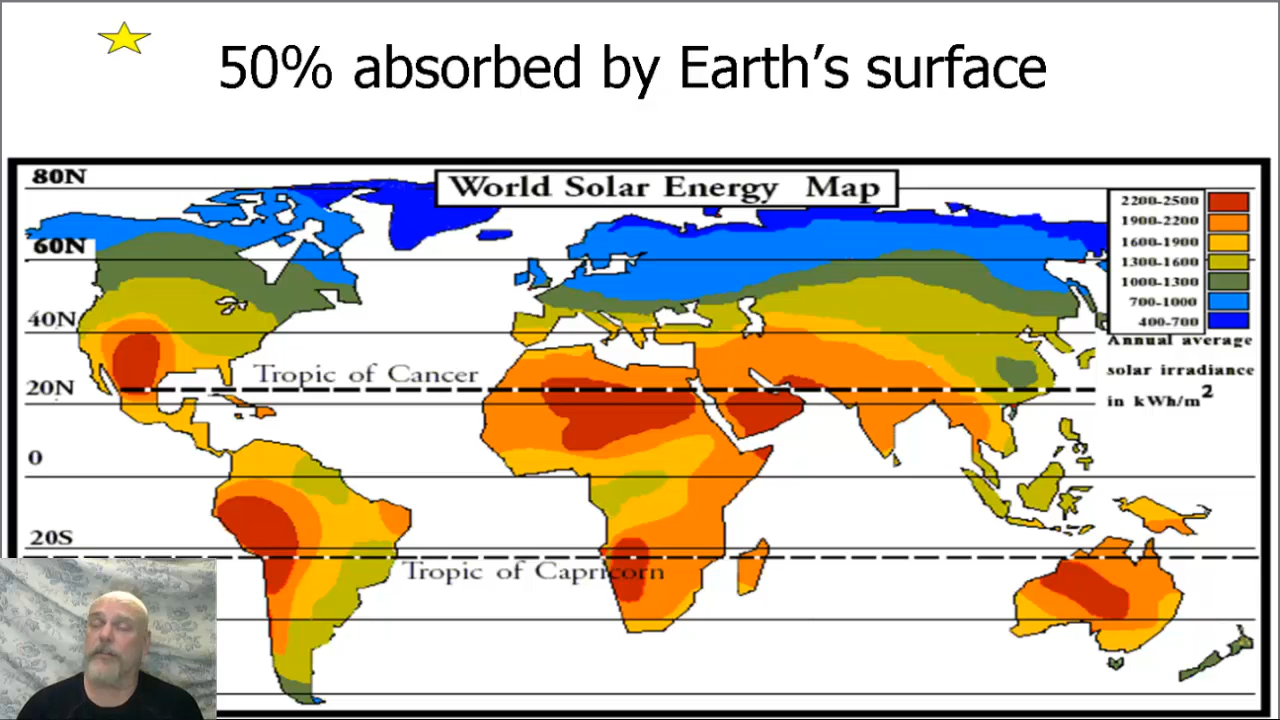 50% absorbed by Earth's surface
World Solar Energy Map
80N
60N
40N
20N
0
20S
Tropic of Cancer
Tropic of Capricorn
2200-2500
1900-2200
1600-1900
1300-1600
1000-1300
700-1000
400-700
Annual average
solar irradiance
in kWh/m²